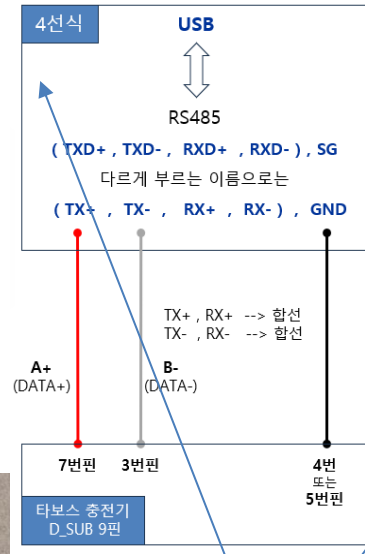 4선식
USB
RS485
( TXD+ , TXD- , RXD+ , RXD- ) , SG
다르게 부르는 이름으로는
( TX+ , TX- , RX+ , RX- ) , GND
TX+ , RX+ --> 합선
TX- , RX- --> 합선
A+
(DATA+)
B-
(DATA-)
7번핀
3번핀
4번
또는
5번핀
타보스 충전기
D_SUB 9핀